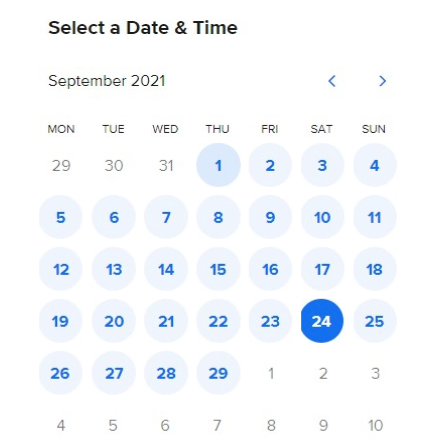 Select a Date & Time
September 2021
MON TUE WED THU FRI SAT SUN
29 30 31 1 2 3 4
5 6 7 8 9 10 11
12 13 14 15 16 17 18
19 20 21 22 23 24 25
26 27 28 29 1 2 3
4 5 6 7 8 9 10